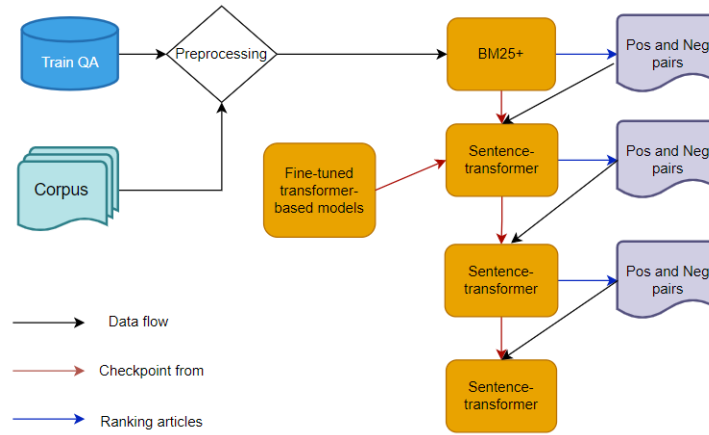 Train QA
Preprocessing
BM25+
Pos and Neg
pairs
Corpus
Fine-tuned
transformer-
based models
Sentence-
transformer
Pos and Neg
pairs
Sentence-
transformer
Pos and Neg
pairs
Data flow
Checkpoint from
Sentence-
transformer
Ranking articles